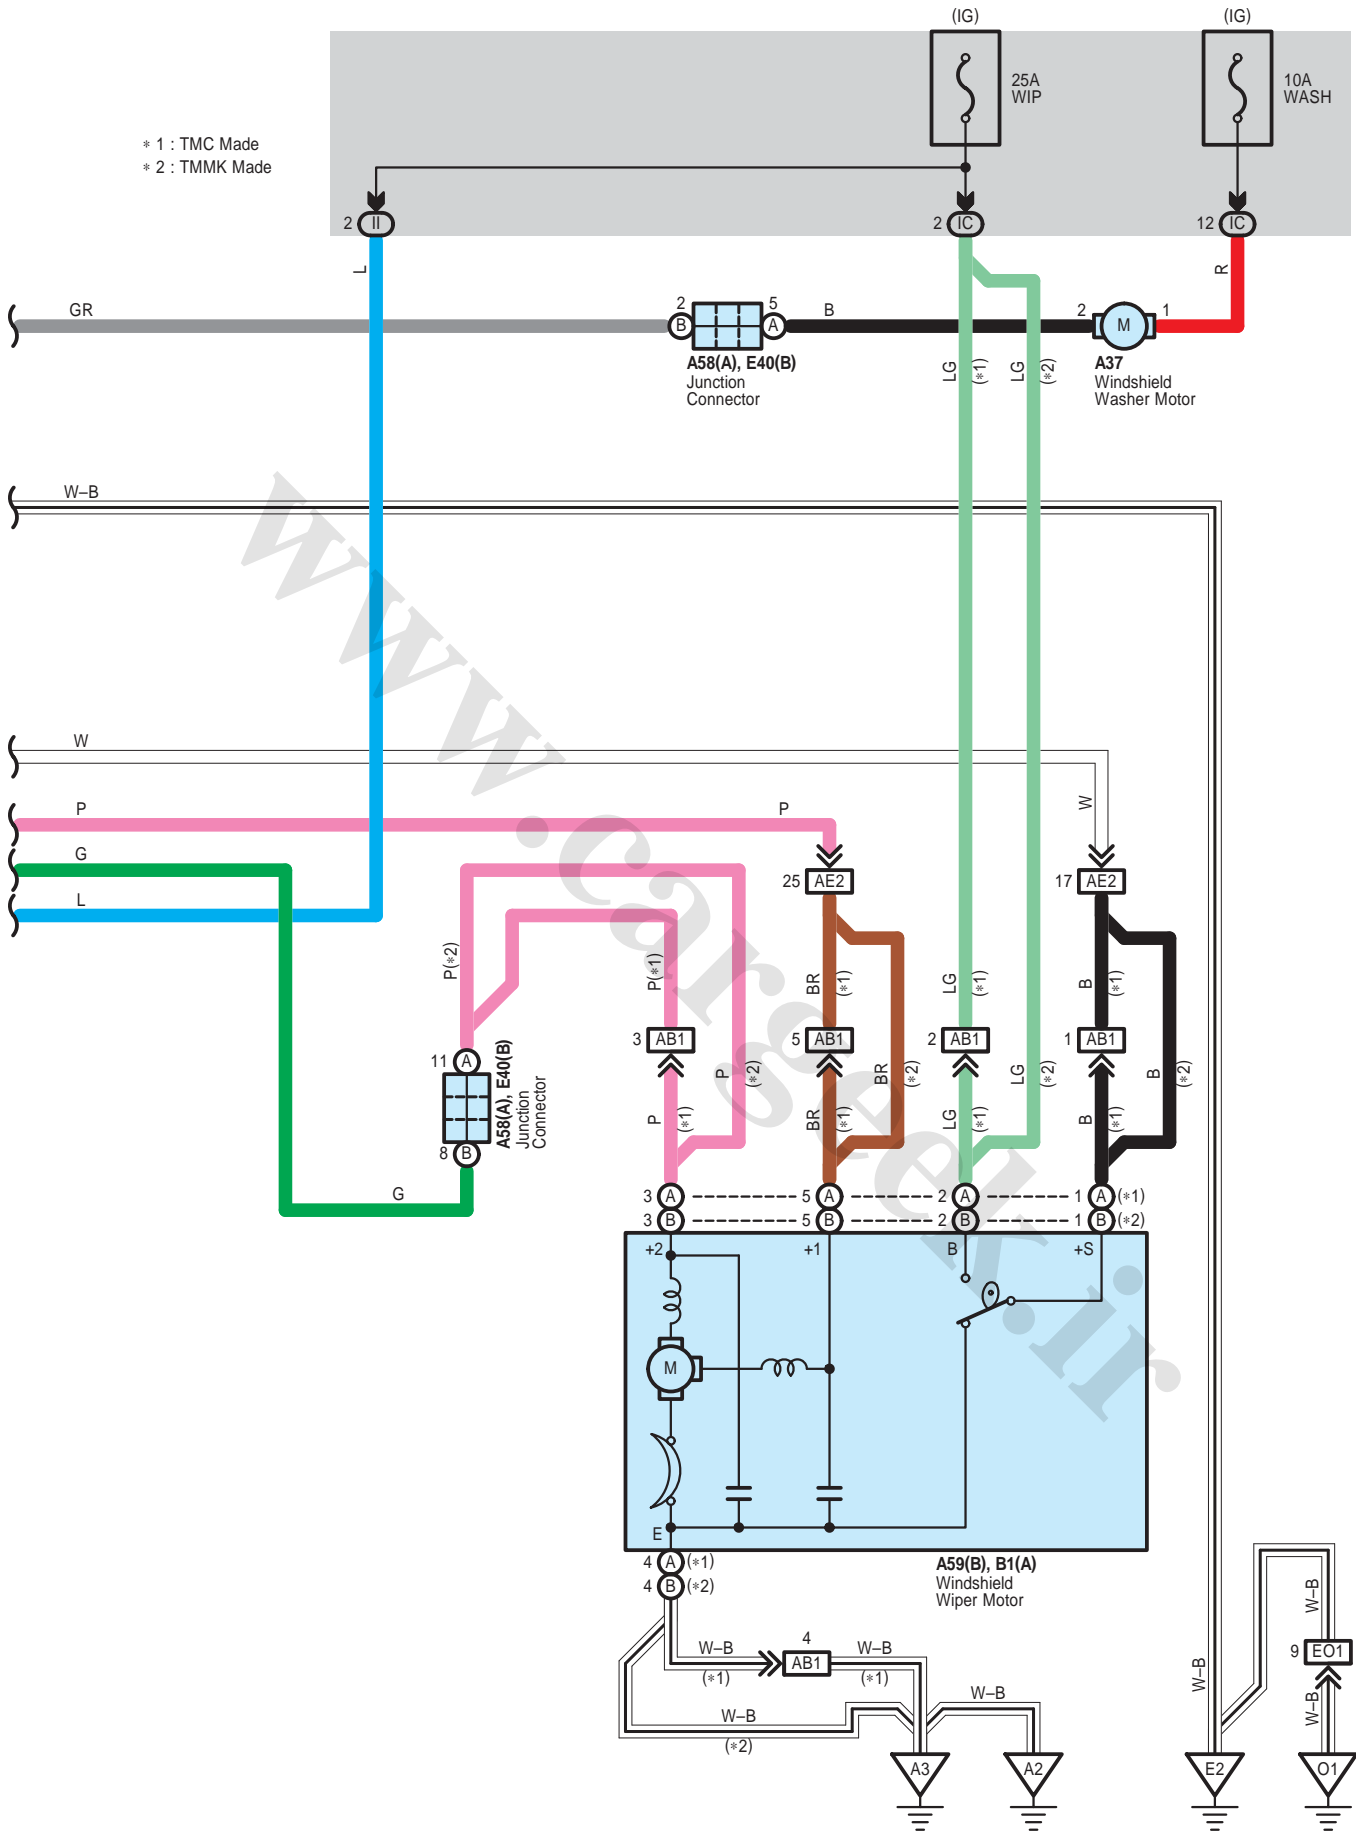 (IG)
(IG)
25A
WIP
10A
WASH
* 1 : TMC Made
* 2 : TMMK Made
2 II
2 IC
12 IC
L
R
GR
2
5
B
B
A
2
M
1
A58(A), E40(B)
Junction
Connector
LG
(*1)
LG
(*2)
A37
Windshield
Washer Motor
W–B
W
P
P
W
G
25 AE2
17 AE2
L
P(*2)
P(*1)
BR
(*1)
LG
(*1)
B
(*1)
3 AB1
5 AB1
2 AB1
1 AB1
11 A
A58(A), E40(B)
Junction
Connector
8 B
P
(*2)
BR
(*2)
LG
(*2)
B
(*2)
P
(*1)
BR
(*1)
LG
(*1)
B
(*1)
G
3 A
5 A
2 A
1 A (*1)
3 B
5 B
2 B
1 B (*2)
+2
+1
B
+S
M
E
4 A (*1)
4 B (*2)
A59(B), B1(A)
Windshield
Wiper Motor
W–B
(*1)
4
AB1
W–B
(*1)
W–B
(*2)
W–B
W–B
W–B
9 EO1
W–B
A3
A2
E2
O1
www.cargeek.ir